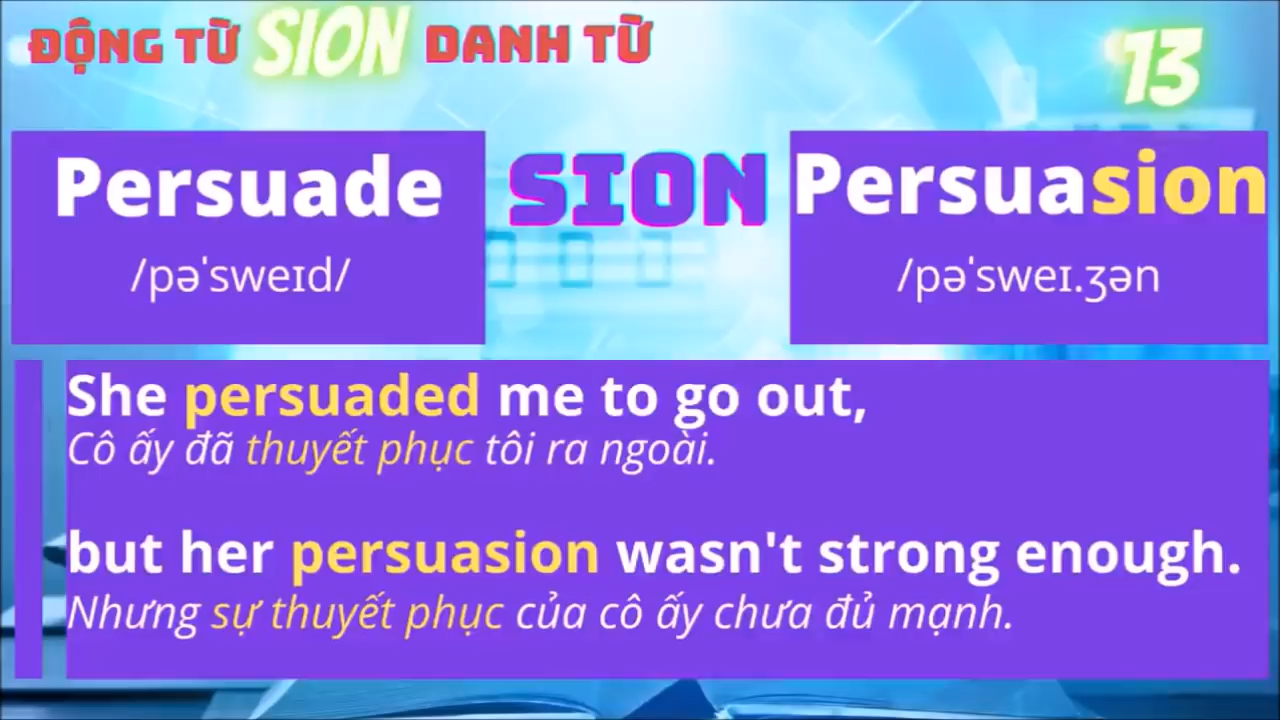 ĐỘNG TỪ SION DANH TỪ
13
Persuade
/pəˈsweɪd/
SION
Persuasion
/pəˈsweɪ.ʒən
She persuaded me to go out,
Cô ấy đã thuyết phục tôi ra ngoài.
but her persuasion wasn't strong enough.
Nhưng sự thuyết phục của cô ấy chưa đủ mạnh.